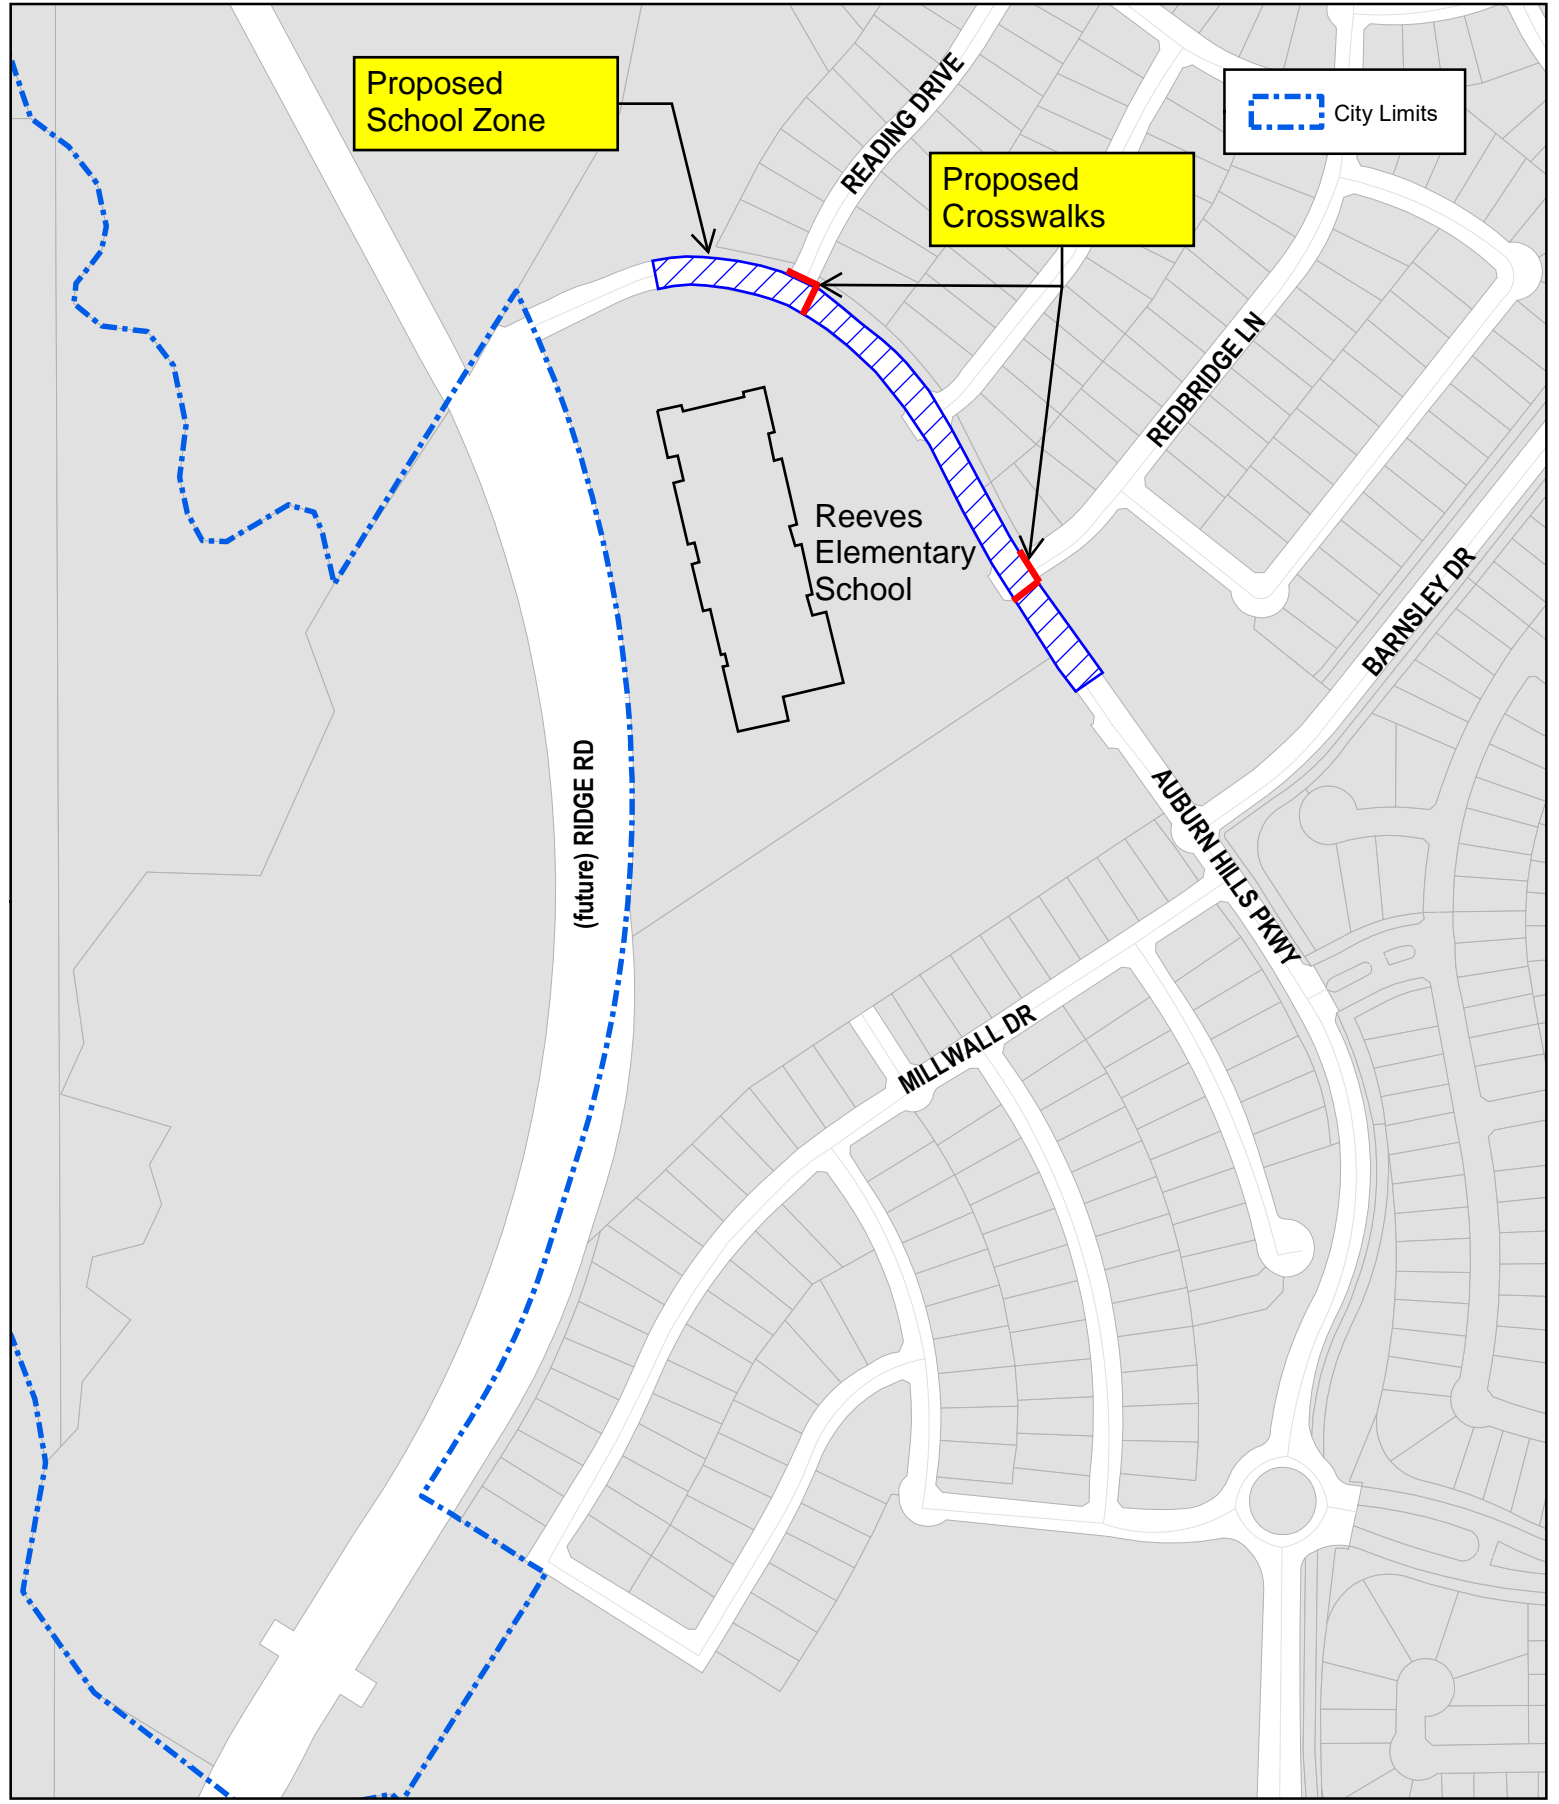 Proposed
School Zone
READING DRIVE
City Limits
Proposed
Crosswalks
REDBRIDGE LN
Reeves
Elementary
School
BARNSLEY DR
(future) RIDGE RD
AUBURN HILLS PKWY
MILLWALL DR